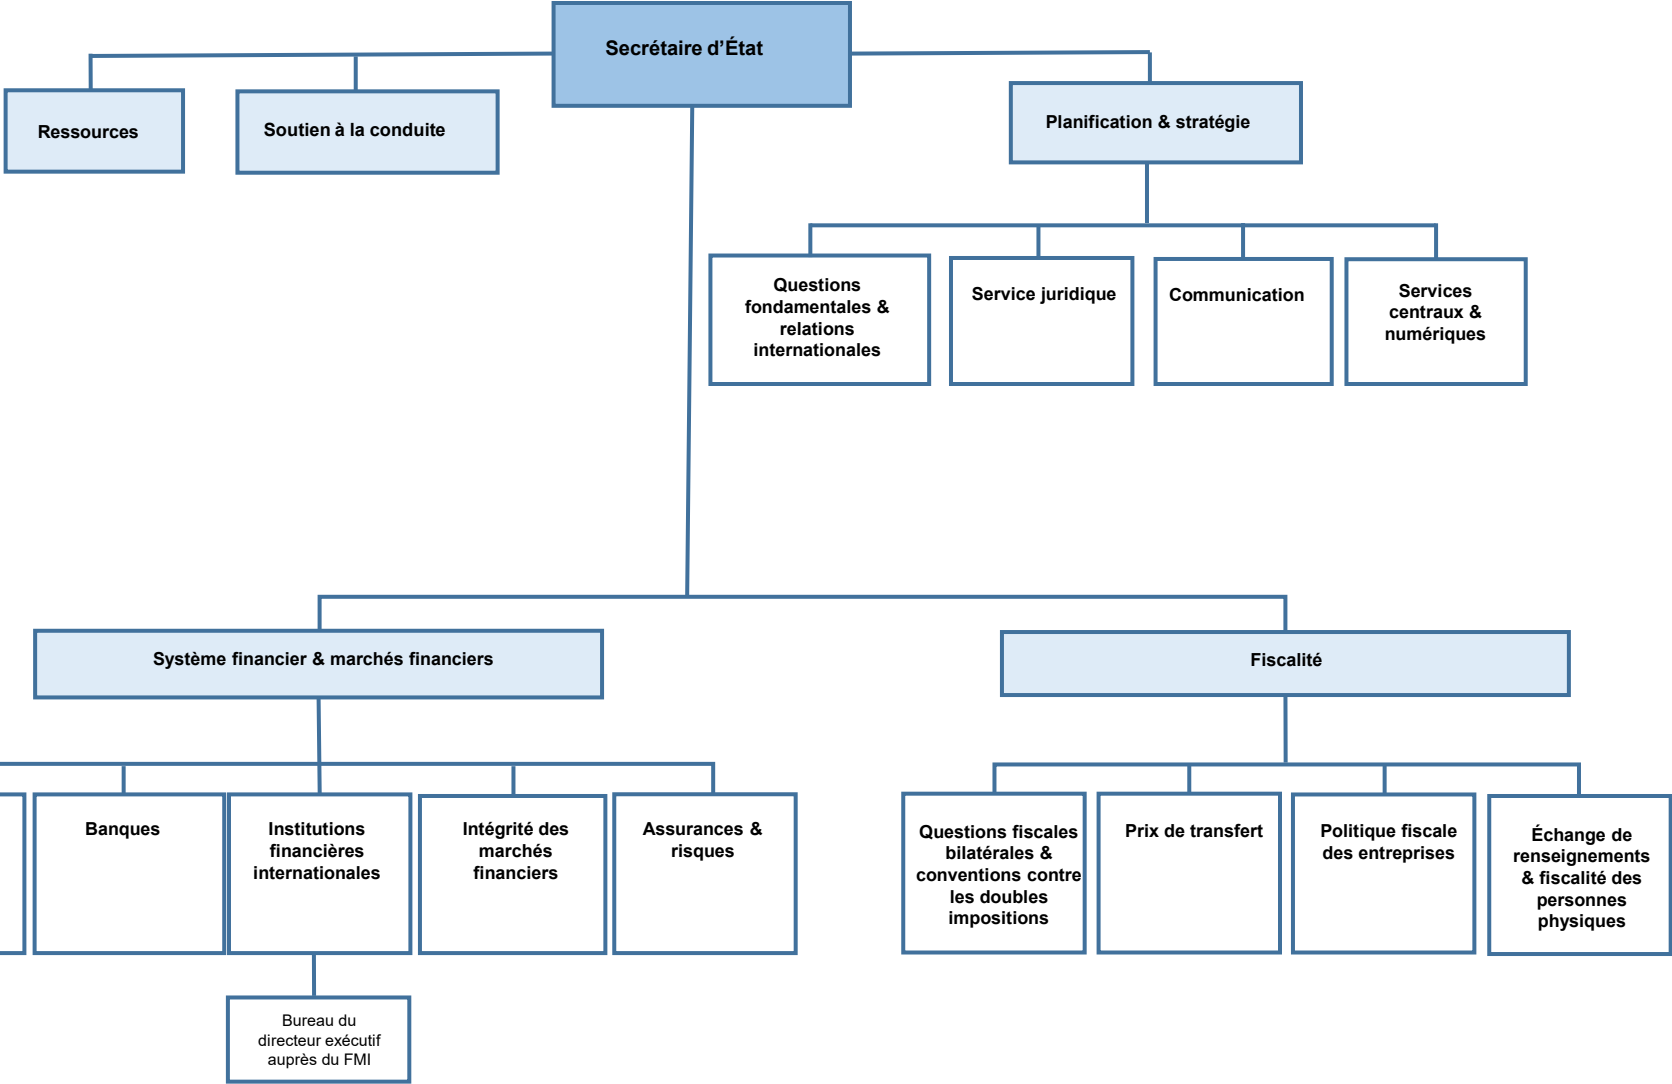 Secrétaire d’État
Ressources
Soutien à la conduite
Planification & stratégie
Questions
fondamentales &
relations
internationales
Service juridique
Communication
Services
centraux &
numériques
Système financier & marchés financiers
Fiscalité
Banques
Institutions
financières
internationales
Intégrité des
marchés
financiers
Assurances &
risques
Questions fiscales
bilatérales &
conventions contre
les doubles
impositions
Prix de transfert
Politique fiscale
des entreprises
Échange de
renseignements
& fiscalité des
personnes
physiques
Bureau du
directeur exécutif
auprès du FMI